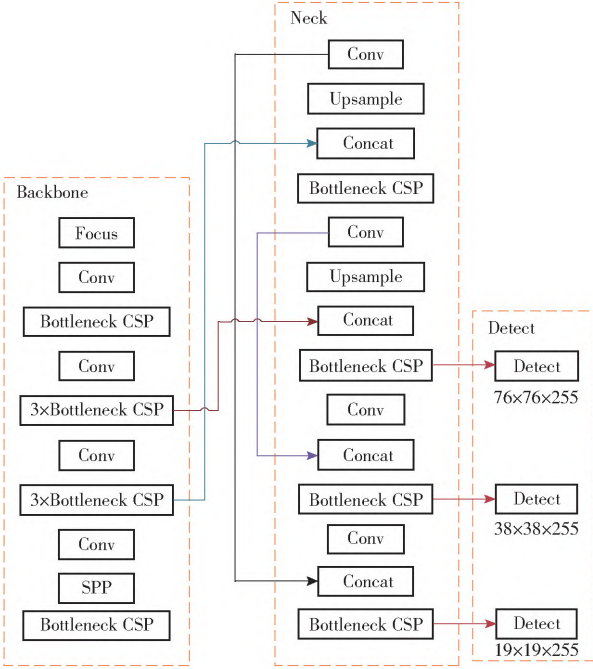 Neck
Conv
Upsample
Concat
Bottleneck CSP
Conv
Upsample
Concat
Bottleneck CSP
Conv
Concat
Bottleneck CSP
Conv
Concat
Bottleneck CSP
Backbone
Focus
Conv
Bottleneck CSP
Conv
3×Bottleneck CSP
Conv
3×Bottleneck CSP
Conv
SPP
Bottleneck CSP
Detect
Detect
76×76×255
Detect
38×38×255
Detect
19×19×255